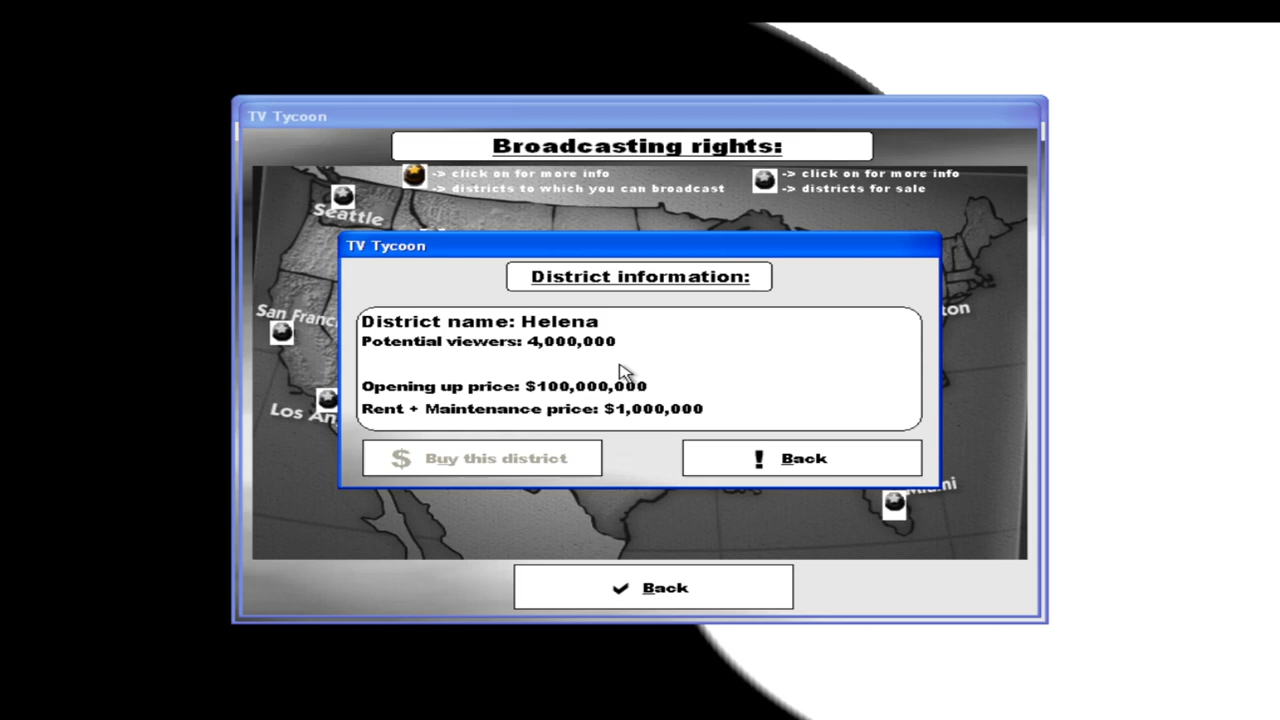 TV Tycoon
Broadcasting rights:
-> click on for more info
-> districts to which you can broadcast
-> click on for more info
-> districts for sale
Seattle
TV Tycoon
District information:
District name: Helena
Potential viewers: 4,000,000
Opening up price: $100,000,000
Rent + Maintenance price: $1,000,000
$ Buy this district
! Back
San Franc
ton
Los An
Miami
Back